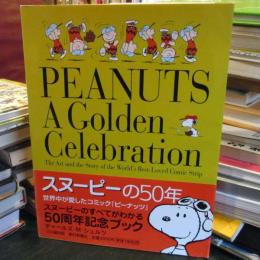 PEANUTS
A Golden
Celebration
The Art and the Story of the World's Best-Loved Comic Strip
スヌーピーの50年
世界中が愛したコミック「ピーナッツ」
スヌーピーのすべてがわかる
50周年記念ブック
チャールズ M シュルツ